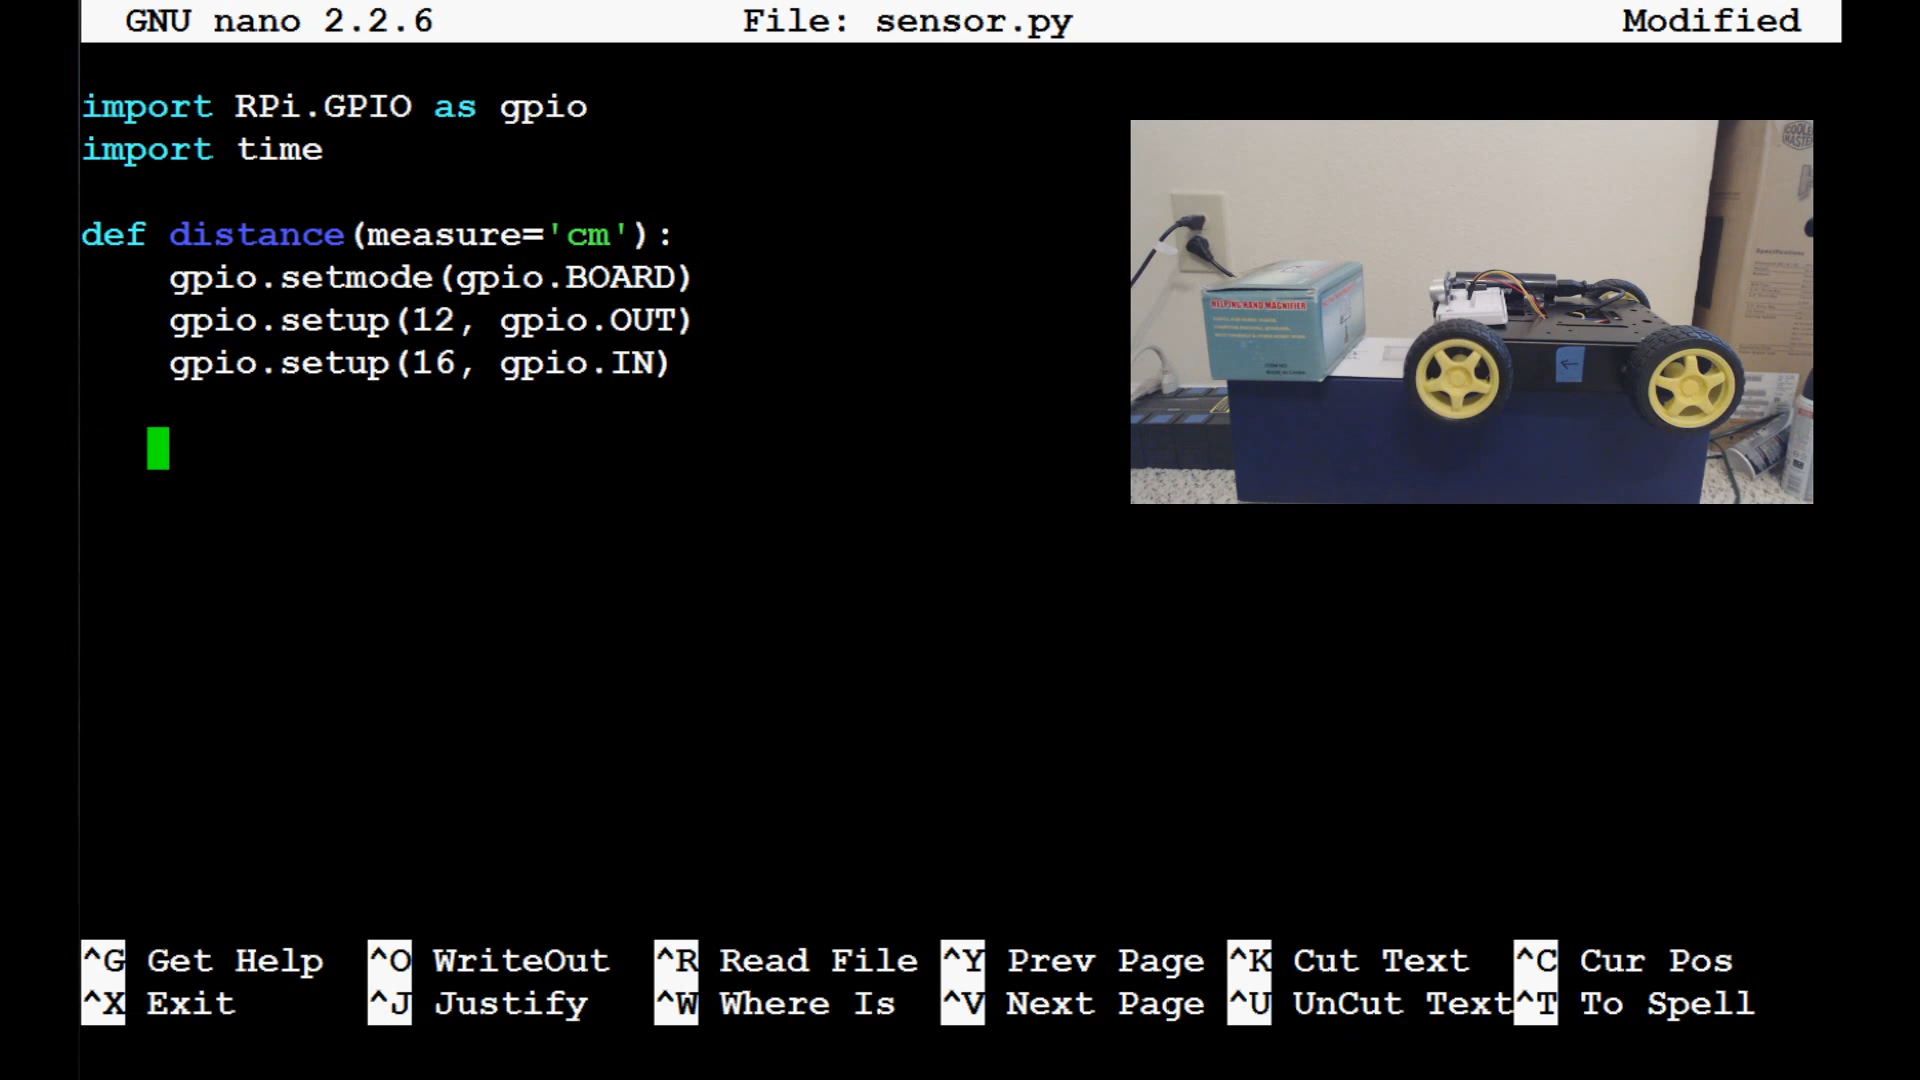 GNU nano 2.2.6 File: sensor.py Modified
import RPi.GPIO as gpio
import time
def distance(measure='cm'):
    gpio.setmode(gpio.BOARD)
    gpio.setup(12, gpio.OUT)
    gpio.setup(16, gpio.IN)
HELPING HAND MAGNIFIER
COOLER
MASTER
Specifications
^G Get Help ^O WriteOut ^R Read File ^Y Prev Page ^K Cut Text ^C Cur Pos
^X Exit ^J Justify ^W Where Is ^V Next Page ^U UnCut Text ^T To Spell